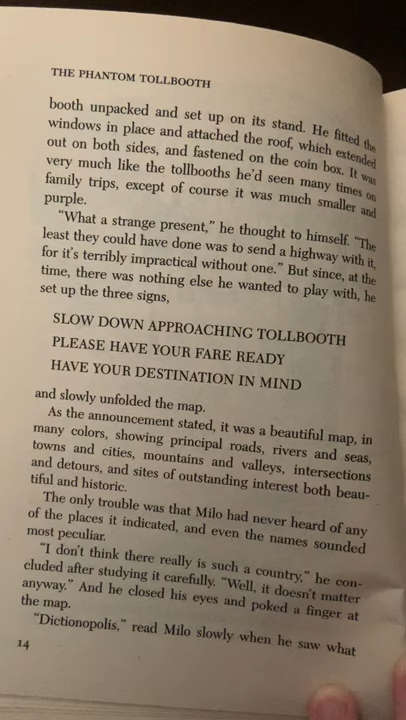 THE PHANTOM TOLLBOOTH
booth unpacked and set up on its stand. He fitted the
windows in place and attached the roof, which extended
out on both sides, and fastened on the coin box. It was
very much like the tollbooths he'd seen many times on
family trips, except of course it was much smaller and
purple.
"What a strange present," he thought to himself. "The
least they could have done was to send a highway with it,
for it's terribly impractical without one." But since, at the
time, there was nothing else he wanted to play with, he
set up the three signs,
SLOW DOWN APPROACHING TOLLBOOTH
PLEASE HAVE YOUR FARE READY
HAVE YOUR DESTINATION IN MIND
and slowly unfolded the map.
As the announcement stated, it was a beautiful map, in
many colors, showing principal roads, rivers and seas,
towns and cities, mountains and valleys, intersections
and detours, and sites of outstanding interest both beau-
tiful and historic.
The only trouble was that Milo had never heard of any
of the places it indicated, and even the names sounded
most peculiar.
"I don't think there really is such a country," he con-
cluded after studying it carefully. "Well, it doesn't matter
anyway." And he closed his eyes and poked a finger at
the map.
"Dictionopolis," read Milo slowly when he saw what
14